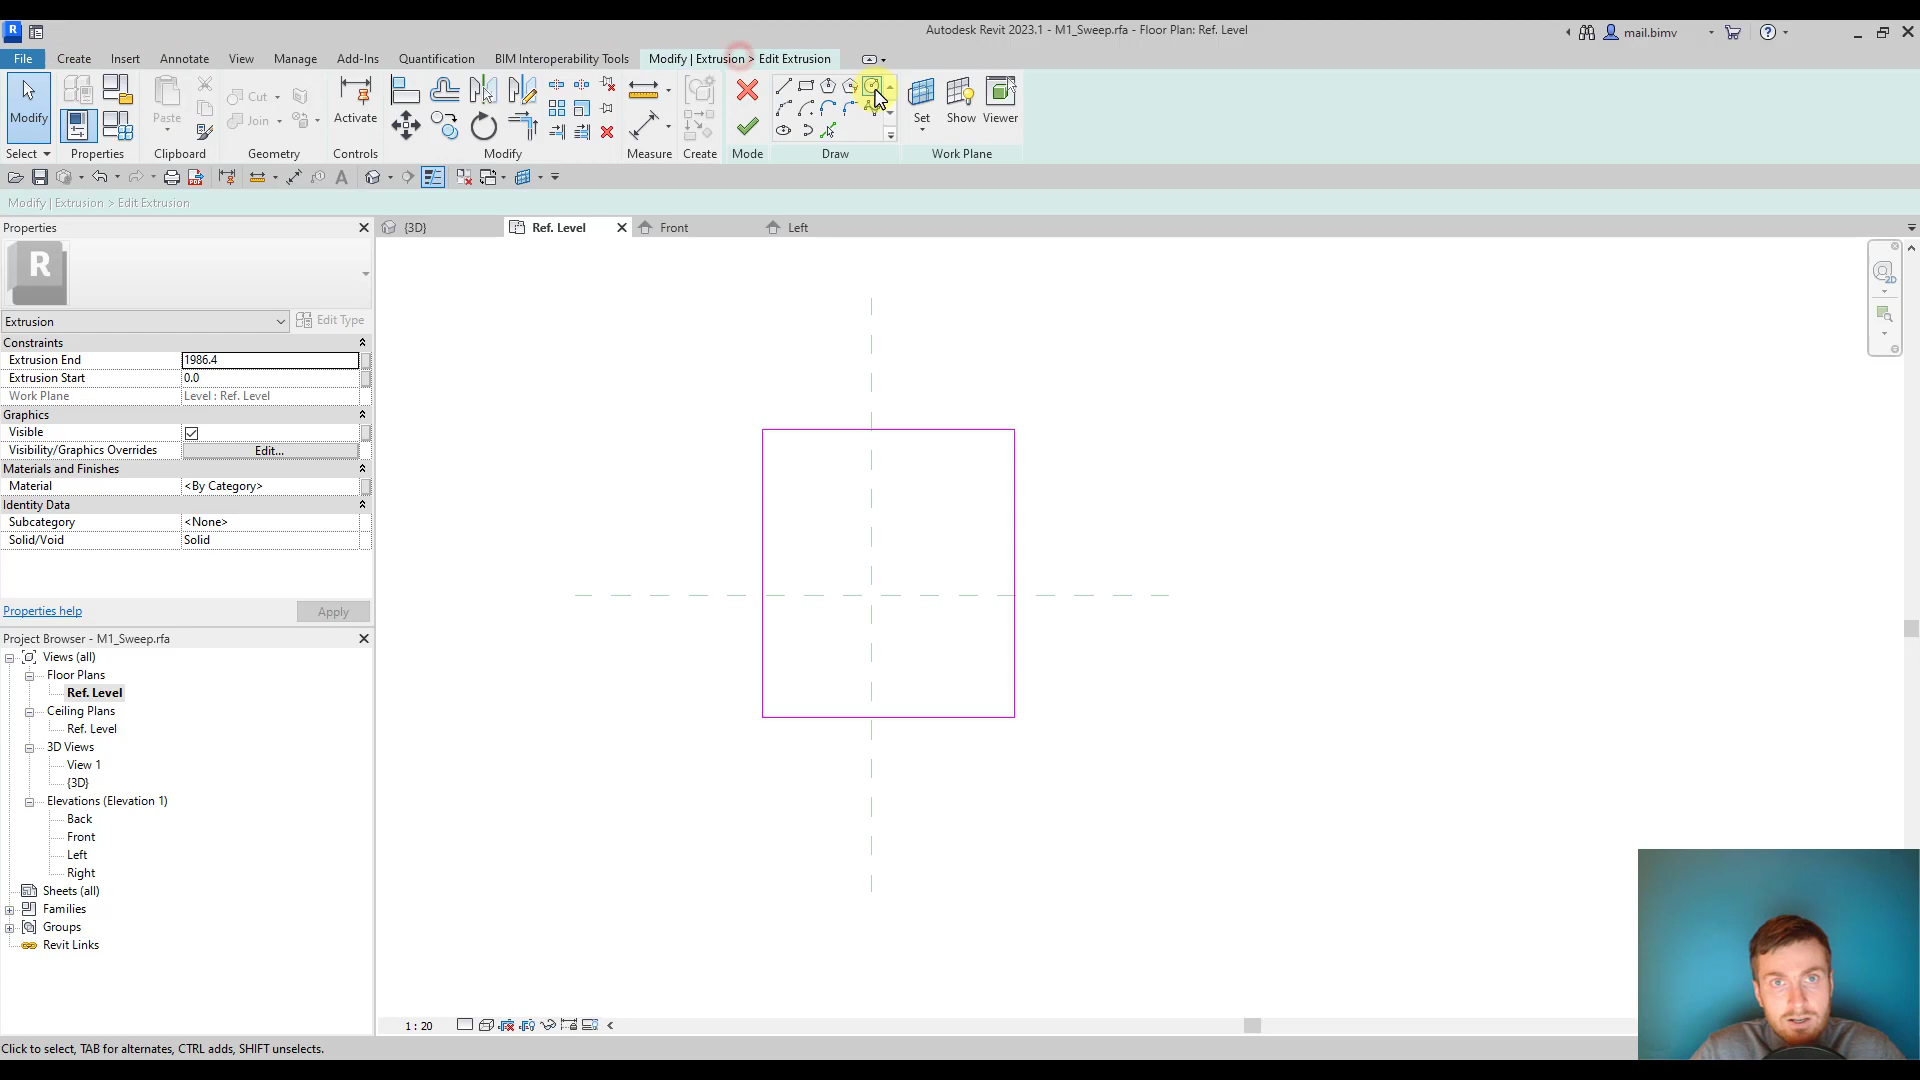 Autodesk Revit 2023.1 - M1_Sweep.rfa - Floor Plan: Ref. Level
mail.bimv
File
Create
Insert
Annotate
View
Manage
Add-Ins
Quantification
BIM Interoperability Tools
Modify | Extrusion > Edit Extrusion
Modify
Paste
Cut
Join
Activate
Set
Show
Viewer
Select
Properties
Clipboard
Geometry
Controls
Modify
Measure
Create
Mode
Draw
Work Plane
Modify | Extrusion > Edit Extrusion
Properties
{3D}
Ref. Level
Front
Left
R
Extrusion
Edit Type
Constraints
Extrusion End 1986.4
Extrusion Start 0.0
Work Plane Level : Ref. Level
Graphics
Visible
Visibility/Graphics Overrides Edit...
Materials and Finishes
Material <By Category>
Identity Data
Subcategory <None>
Solid/Void Solid
Properties help
Apply
Project Browser - M1_Sweep.rfa
Views (all)
Floor Plans
Ref. Level
Ceiling Plans
Ref. Level
3D Views
View 1
{3D}
Elevations (Elevation 1)
Back
Front
Left
Right
Sheets (all)
Families
Groups
Revit Links
1 : 20
Click to select, TAB for alternates, CTRL adds, SHIFT unselects.